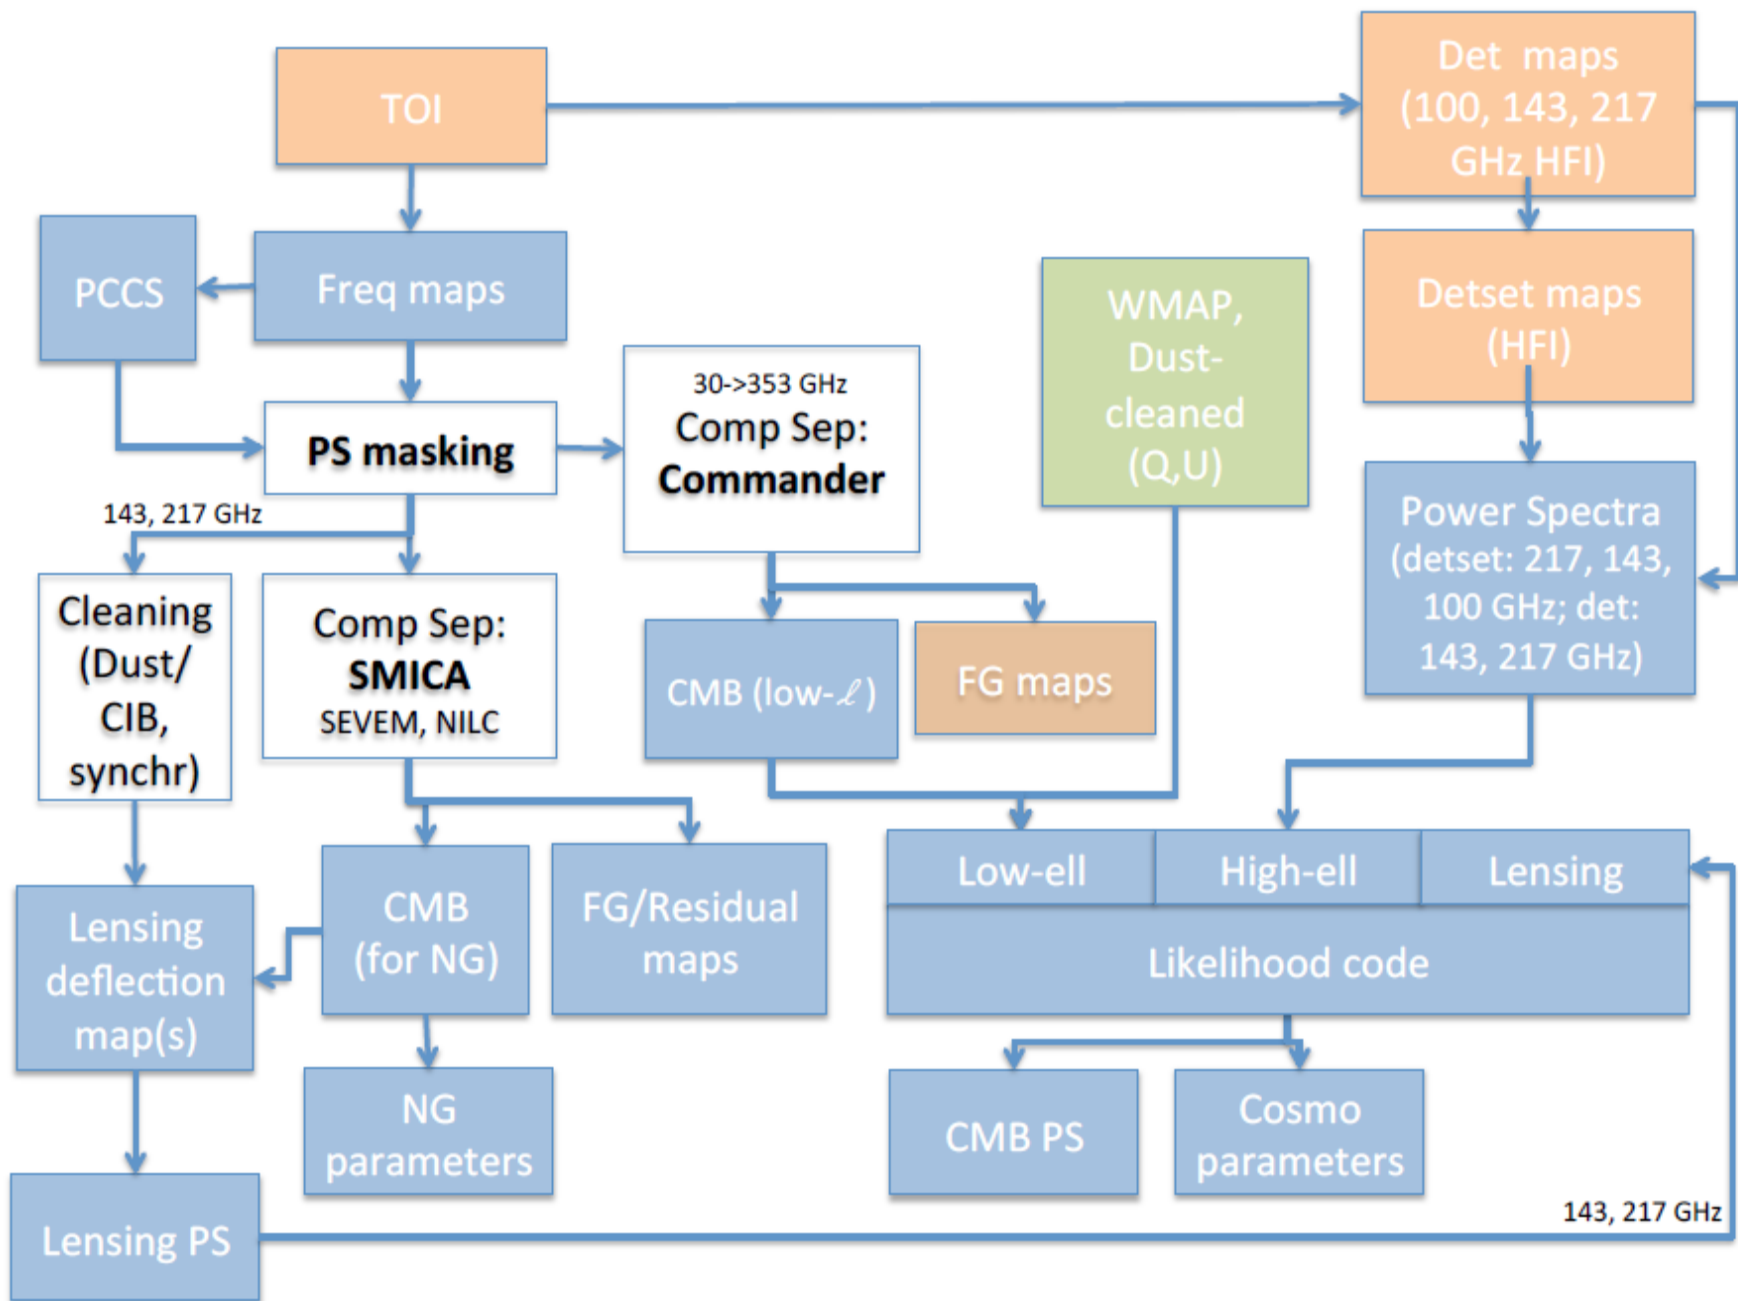 TOI
Det maps
(100, 143, 217
GHz HFI)
PCCS
Freq maps
WMAP,
Dust-
cleaned
(Q,U)
Detset maps
(HFI)
30->353 GHz
Comp Sep:
Commander
PS masking
143, 217 GHz
Power Spectra
(detset: 217, 143,
100 GHz; det:
143, 217 GHz)
Cleaning
(Dust/
CIB,
synchr)
Comp Sep:
SMICA
SEVEM, NILC
CMB (low-ℓ)
FG maps
Low-ell
High-ell
Lensing
Likelihood code
Lensing
deflection
map(s)
CMB
(for NG)
FG/Residual
maps
NG
parameters
CMB PS
Cosmo
parameters
Lensing PS
143, 217 GHz